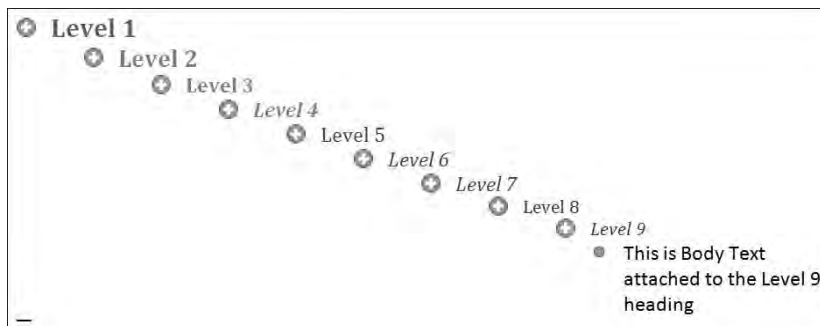 Level 1
Level 2
Level 3
Level 4
Level 5
Level 6
Level 7
Level 8
Level 9
This is Body Text
attached to the Level 9
heading